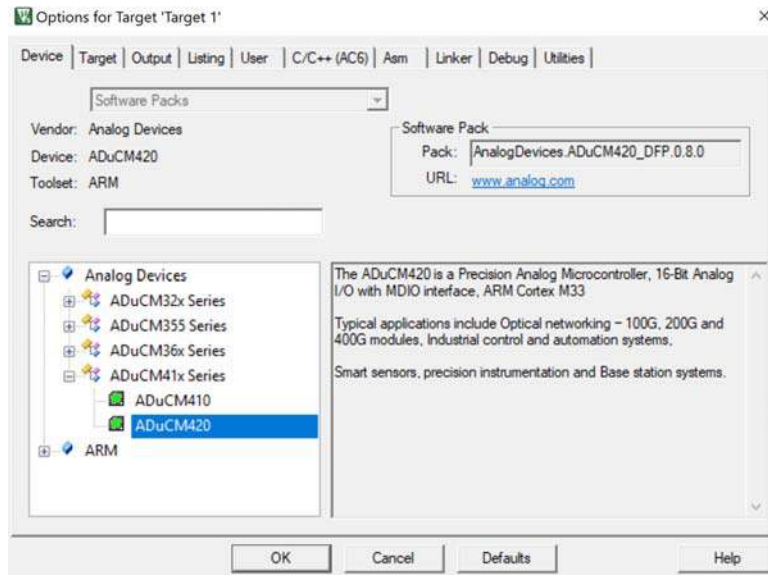 Options for Target 'Target 1'
Device | Target | Output | Listing | User | C/C++ (AC6) | Asm | Linker | Debug | Utilities |
Software Packs
Vendor: Analog Devices
Device: ADuCM420
Toolset: ARM
Search:
Software Pack
Pack: AnalogDevices.ADuCM420_DFP.0.8.0
URL: www.analog.com
Analog Devices
ADuCM32x Series
ADuCM355 Series
ADuCM36x Series
ADuCM41x Series
ADuCM410
ADuCM420
ARM
The ADuCM420 is a Precision Analog Microcontroller, 16-Bit Analog
I/O with MDIO interface, ARM Cortex M33
Typical applications include Optical networking – 100G, 200G and
400G modules, Industrial control and automation systems,
Smart sensors, precision instrumentation and Base station systems.
OK Cancel Defaults Help